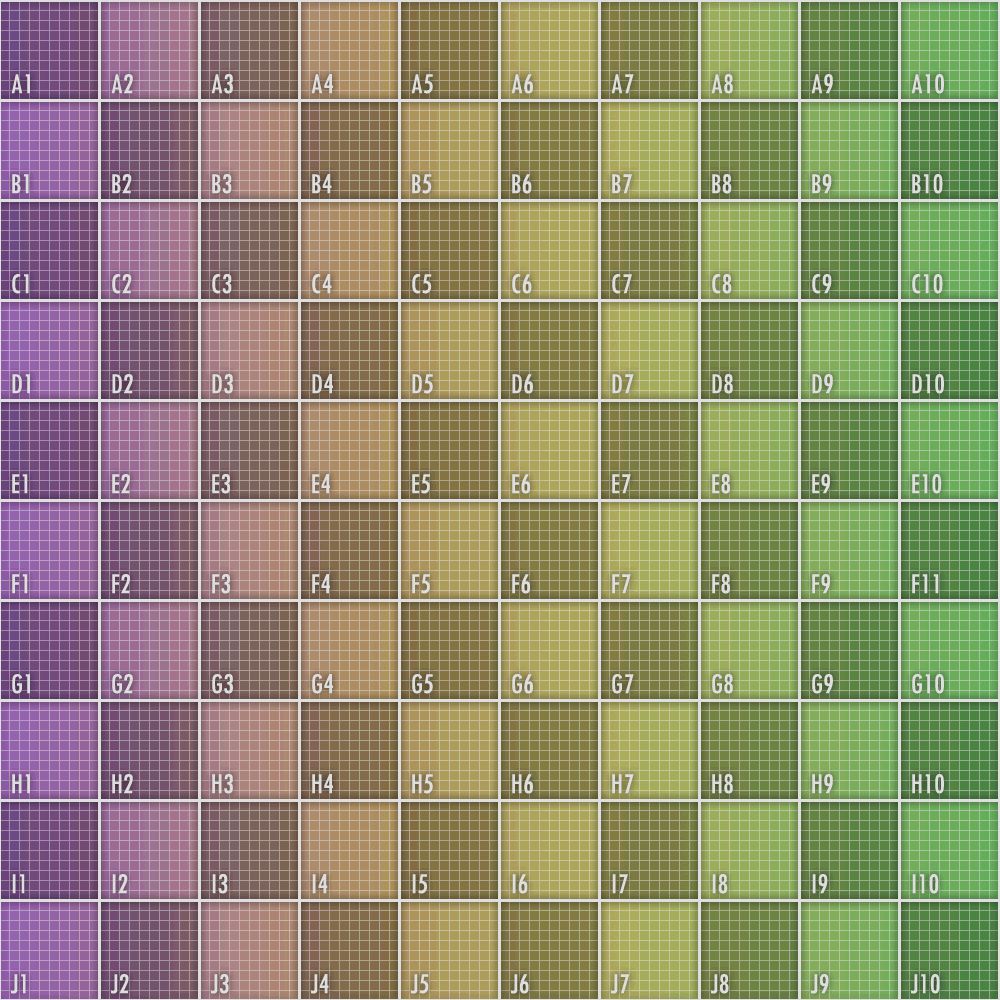 A1 A2 A3 A4 A5 A6 A7 A8 A9 A10
B1 B2 B3 B4 B5 B6 B7 B8 B9 B10
C1 C2 C3 C4 C5 C6 C7 C8 C9 C10
D1 D2 D3 D4 D5 D6 D7 D8 D9 D10
E1 E2 E3 E4 E5 E6 E7 E8 E9 E10
F1 F2 F3 F4 F5 F6 F7 F8 F9 F11
G1 G2 G3 G4 G5 G6 G7 G8 G9 G10
H1 H2 H3 H4 H5 H6 H7 H8 H9 H10
I1 I2 I3 I4 I5 I6 I7 I8 I9 I10
J1 J2 J3 J4 J5 J6 J7 J8 J9 J10